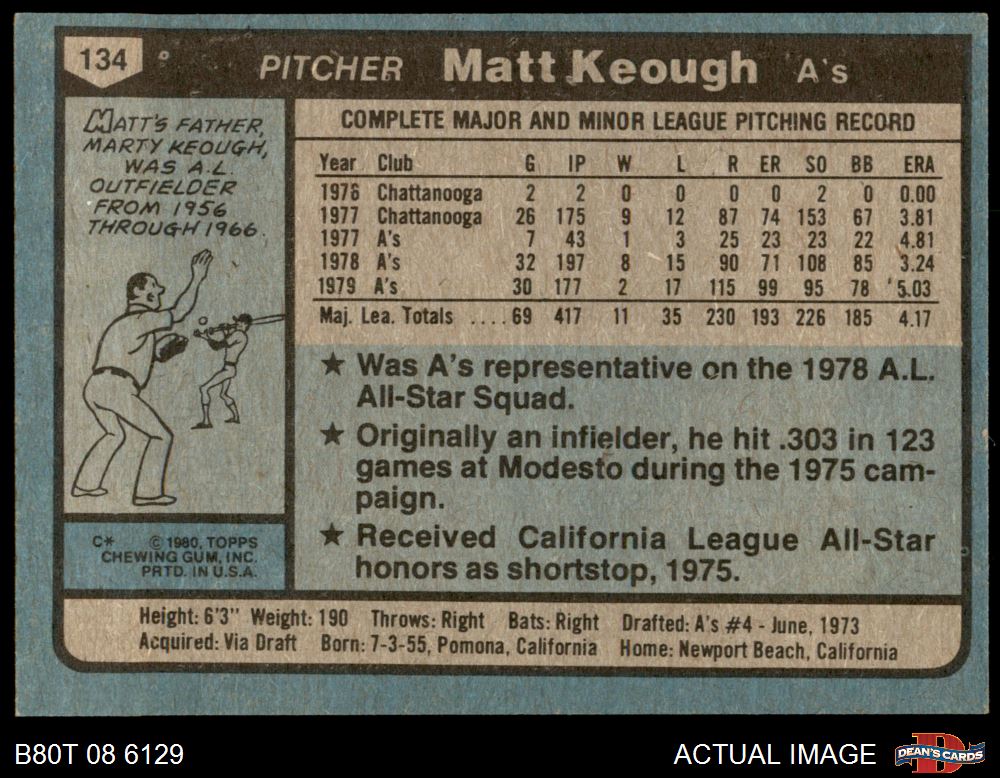 134 PITCHER Matt Keough A's
MATT'S FATHER,
MARTY KEOUGH,
WAS A.L.
OUTFIELDER
FROM 1956
THROUGH 1966.
C* © 1980, TOPPS
CHEWING GUM, INC.
PRTD. IN U.S.A.
COMPLETE MAJOR AND MINOR LEAGUE PITCHING RECORD
Year Club G IP W L R ER SO BB ERA
1976 Chattanooga 2 2 0 0 0 0 2 0 0.00
1977 Chattanooga 26 175 9 12 87 74 153 67 3.81
1977 A's 7 43 1 3 25 23 23 22 4.81
1978 A's 32 197 8 15 90 71 108 85 3.24
1979 A's 30 177 2 17 115 99 95 78 5.03
Maj. Lea. Totals ....69 417 11 35 230 193 226 185 4.17
★ Was A's representative on the 1978 A.L.
All-Star Squad.
★ Originally an infielder, he hit .303 in 123
games at Modesto during the 1975 cam-
paign.
★ Received California League All-Star
honors as shortstop, 1975.
Height: 6'3" Weight: 190 Throws: Right Bats: Right Drafted: A's #4 - June, 1973
Acquired: Via Draft Born: 7-3-55, Pomona, California Home: Newport Beach, California
B80T 08 6129 ACTUAL IMAGE DEAN'S CARDS